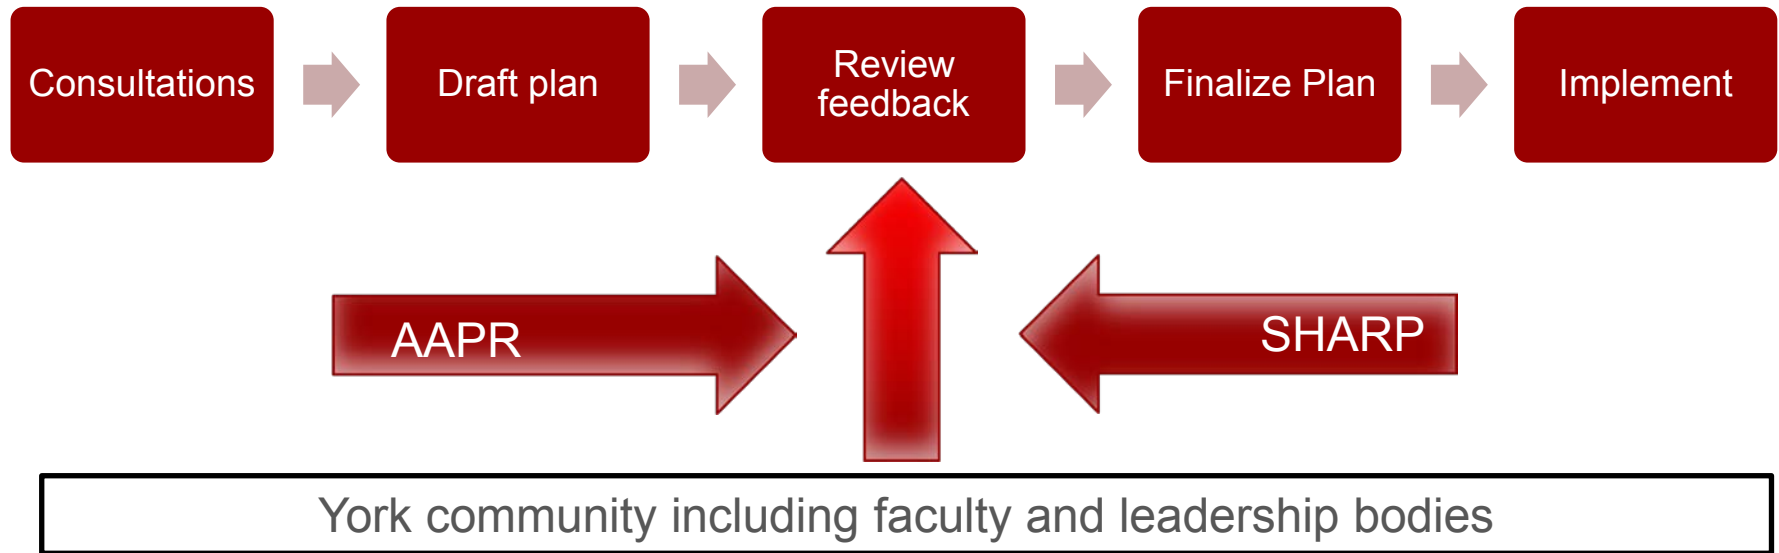 Consultations
Draft plan
Review
feedback
Finalize Plan
Implement
AAPR
SHARP
York community including faculty and leadership bodies